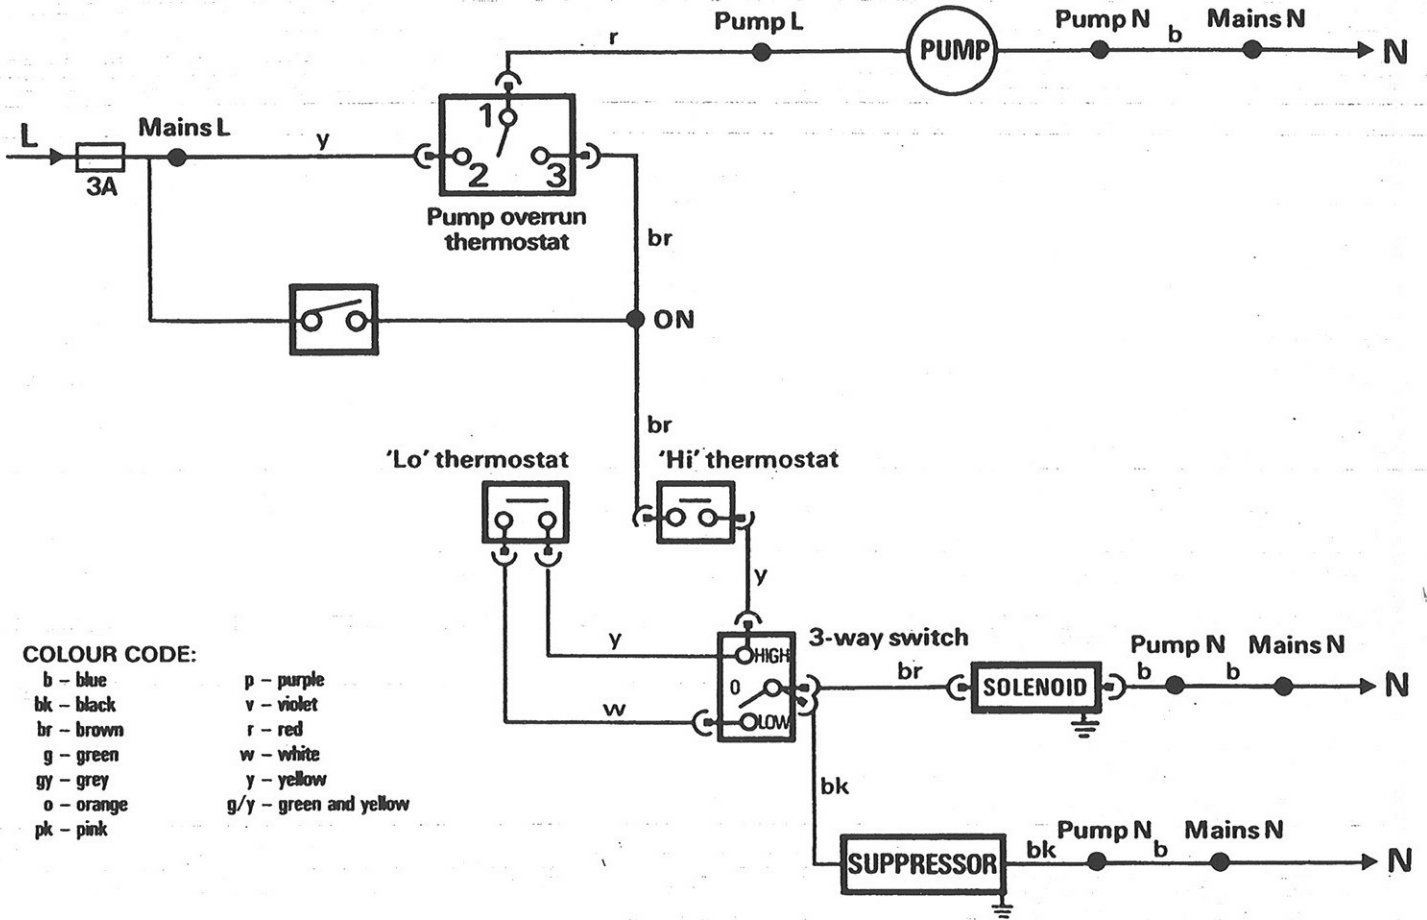 Pump L
r
PUMP
Pump N
b
Mains N
N
L
3A
Mains L
y
1
2
3
Pump overrun
thermostat
br
ON
br
'Lo' thermostat
'Hi' thermostat
y
y
w
HIGH
0
LOW
3-way switch
br
SOLENOID
b
Pump N
b
Mains N
N
bk
SUPPRESSOR
bk
Pump N
b
Mains N
N
COLOUR CODE:
b – blue
bk – black
br – brown
g – green
gy – grey
o – orange
pk – pink
p – purple
v – violet
r – red
w – white
y – yellow
g/y – green and yellow